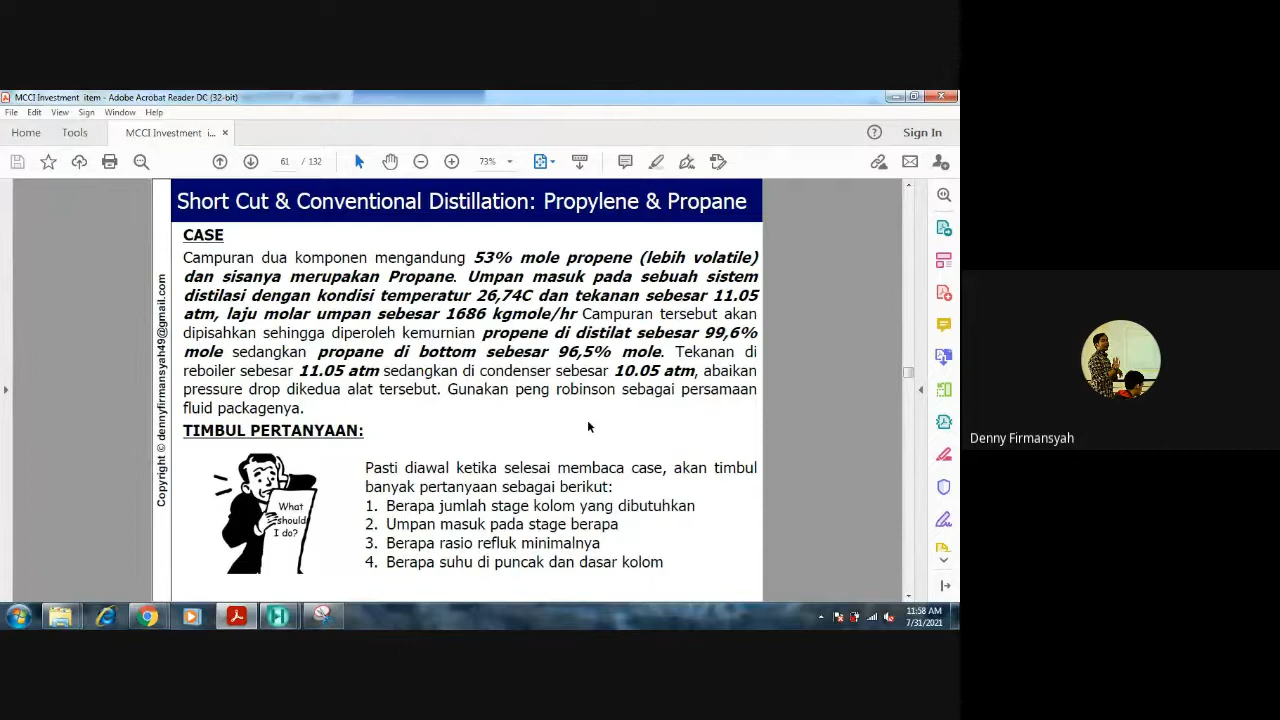 MCCI Investment item - Adobe Acrobat Reader DC (32-bit)
File Edit View Sign Window Help
Home Tools MCCI Investment i... × Sign In
61 / 132 73%
Short Cut & Conventional Distillation: Propylene & Propane
CASE
Campuran dua komponen mengandung 53% mole propene (lebih volatile)
dan sisanya merupakan Propane. Umpan masuk pada sebuah sistem
distilasi dengan kondisi temperatur 26,74C dan tekanan sebesar 11.05
atm, laju molar umpan sebesar 1686 kgmole/hr Campuran tersebut akan
dipisahkan sehingga diperoleh kemurnian propene di distilat sebesar 99,6%
mole sedangkan propane di bottom sebesar 96,5% mole. Tekanan di
reboiler sebesar 11.05 atm sedangkan di condenser sebesar 10.05 atm, abaikan
pressure drop dikedua alat tersebut. Gunakan peng robinson sebagai persamaan
fluid packagenya.
TIMBUL PERTANYAAN:
Copyright © dennyfirmansyah49@gmail.com
What
should
I do?
Pasti diawal ketika selesai membaca case, akan timbul
banyak pertanyaan sebagai berikut:
1. Berapa jumlah stage kolom yang dibutuhkan
2. Umpan masuk pada stage berapa
3. Berapa rasio refluk minimalnya
4. Berapa suhu di puncak dan dasar kolom
Denny Firmansyah
11:58 AM
7/31/2021